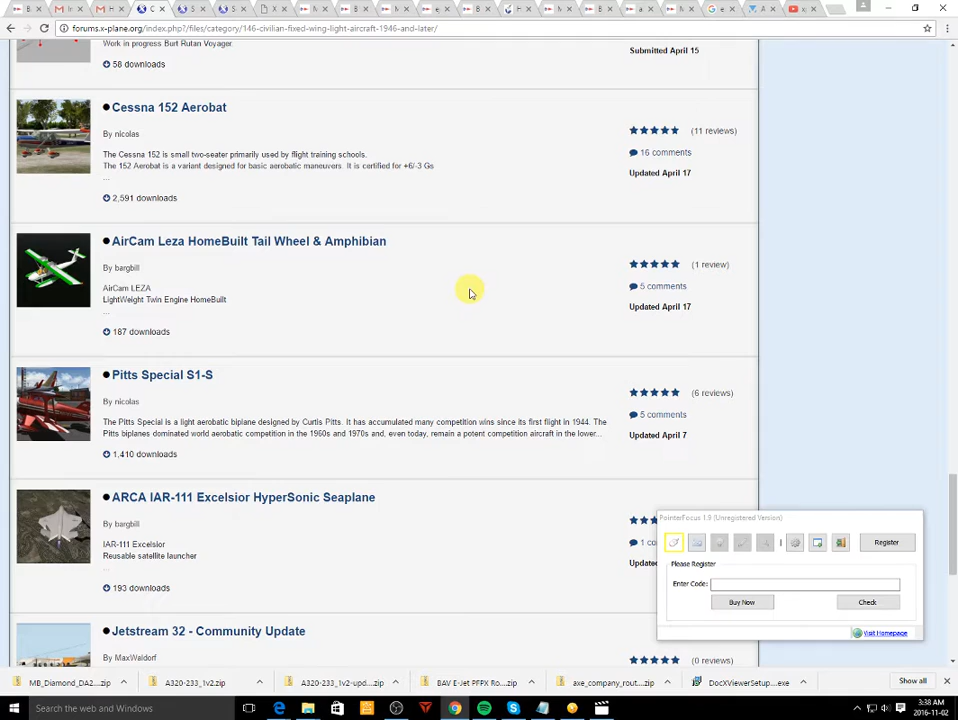 forums.x-plane.org/index.php?/files/category/146-civilian-fixed-wing-light-aircraft-1946-and-later/
Work in progress Burt Rutan Voyager
58 downloads
Submitted April 15
Cessna 152 Aerobat
By nicolas
The Cessna 152 is small two-seater primarily used by flight training schools.
The 152 Aerobat is a variant designed for basic aerobatic maneuvers. It is certified for +6/-3 Gs
...
2,591 downloads
(11 reviews)
16 comments
Updated April 17
AirCam Leza HomeBuilt Tail Wheel & Amphibian
By bargbill
AirCam LEZA
LightWeight Twin Engine HomeBuilt
...
187 downloads
(1 review)
5 comments
Updated April 17
Pitts Special S1-S
By nicolas
The Pitts Special is a light aerobatic biplane designed by Curtis Pitts. It has accumulated many competition wins since its first flight in 1944. The
Pitts biplanes dominated world aerobatic competition in the 1960s and 1970s and, even today, remain a potent competition aircraft in the lower...
1,410 downloads
(6 reviews)
5 comments
Updated April 7
ARCA IAR-111 Excelsior HyperSonic Seaplane
By bargbill
IAR-111 Excelsior
Reusable satellite launcher
...
193 downloads
1 co
Update
Jetstream 32 - Community Update
By MaxWaldorf
(0 reviews)
PointerFocus 1.9 (Unregistered Version)
Register
Please Register
Enter Code:
Buy Now
Check
Visit Homepage
MB_Diamond_DA2....zip
A320-233_1v2.zip
A320-233_1v2-upd....zip
BAV E-Jet PFPX Ro....zip
axe_company_rout....zip
DocXViewerSetup....exe
Show all
Search the web and Windows
3:38 AM
2016-11-02